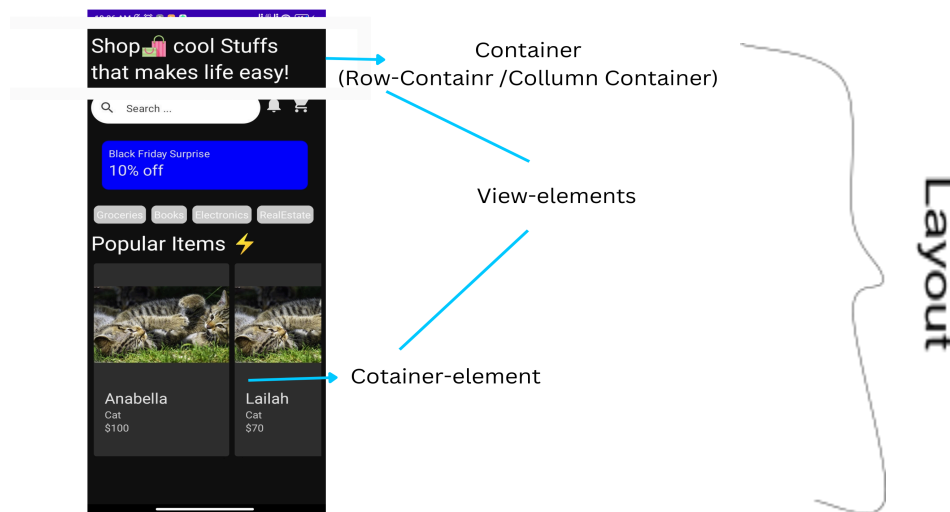 Shop🛍️ cool Stuffs
that makes life easy!
Search ...
Black Friday Surprise
10% off
Groceries Books Electronics RealEstate
Popular Items ⚡
Anabella
Cat
$100
Lailah
Cat
$70
Container
(Row-Containr /Collumn Container)
View-elements
Cotainer-element
Layout